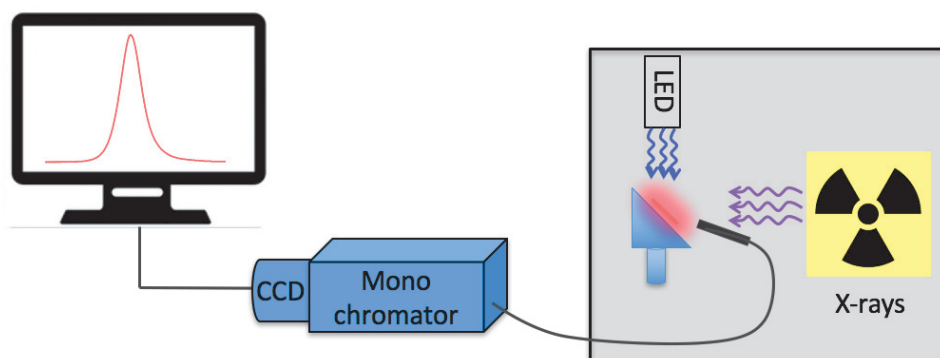 LED
CCD
Mono
chromator
X-rays